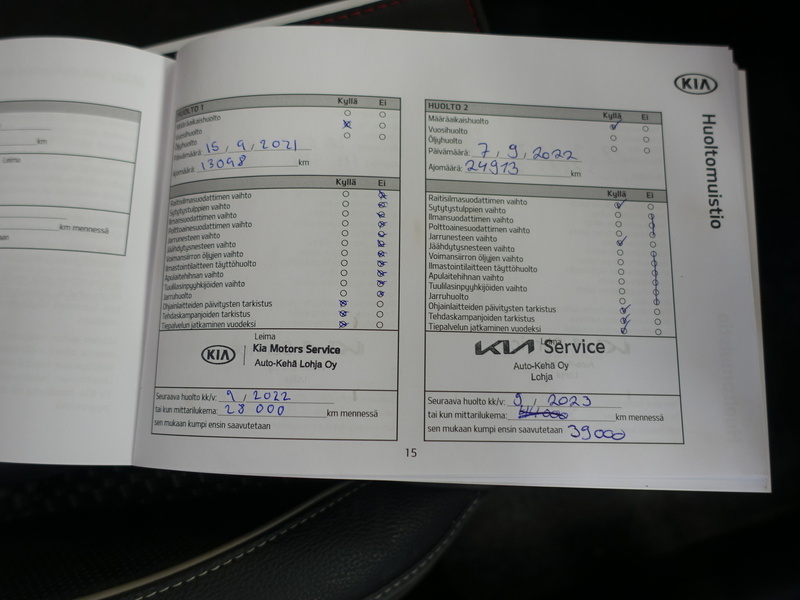 km
Leima
km mennessä
HUOLTO 1
Kyllä Ei
Määräaikaishuolto
Vuosihuolto
Öljyhuolto
Päivämäärä: 15, 9, 2021
Ajomäärä: 13098 km
Kyllä Ei
Raitisilmasuodattimen vaihto
Sytytystulppien vaihto
Ilmansuodattimen vaihto
Polttoainesuodattimen vaihto
Jarrunesteen vaihto
Jäähdytysnesteen vaihto
Voimansiirron öljyjen vaihto
Ilmastointilaitteen täyttöhuolto
Apulaitehihnan vaihto
Tuulilasinpyyhkijöiden vaihto
Jarruhuolto
Ohjainlaitteiden päivitysten tarkistus
Tehdaskampanjoiden tarkistus
Tiepalvelun jatkaminen vuodeksi
Leima
KIA Kia Motors Service
Auto-Kehä Lohja Oy
Seuraava huolto kk/v: 9, 2022
tai kun mittarilukema: 28 000 km mennessä
sen mukaan kumpi ensin saavutetaan
HUOLTO 2
Kyllä Ei
Määräaikaishuolto
Vuosihuolto
Öljyhuolto
Päivämäärä: 7, 9, 2022
Ajomäärä: 24913 km
Kyllä Ei
Raitisilmasuodattimen vaihto
Sytytystulppien vaihto
Ilmansuodattimen vaihto
Polttoainesuodattimen vaihto
Jarrunesteen vaihto
Jäähdytysnesteen vaihto
Voimansiirron öljyjen vaihto
Ilmastointilaitteen täyttöhuolto
Apulaitehihnan vaihto
Tuulilasinpyyhkijöiden vaihto
Jarruhuolto
Ohjainlaitteiden päivitysten tarkistus
Tehdaskampanjoiden tarkistus
Tiepalvelun jatkaminen vuodeksi
Leima
KIA Service
Auto-Kehä Oy
Lohja
Seuraava huolto kk/v: 9, 2023
tai kun mittarilukema: km mennessä
sen mukaan kumpi ensin saavutetaan 39000
KIA
Huoltomuistio
15